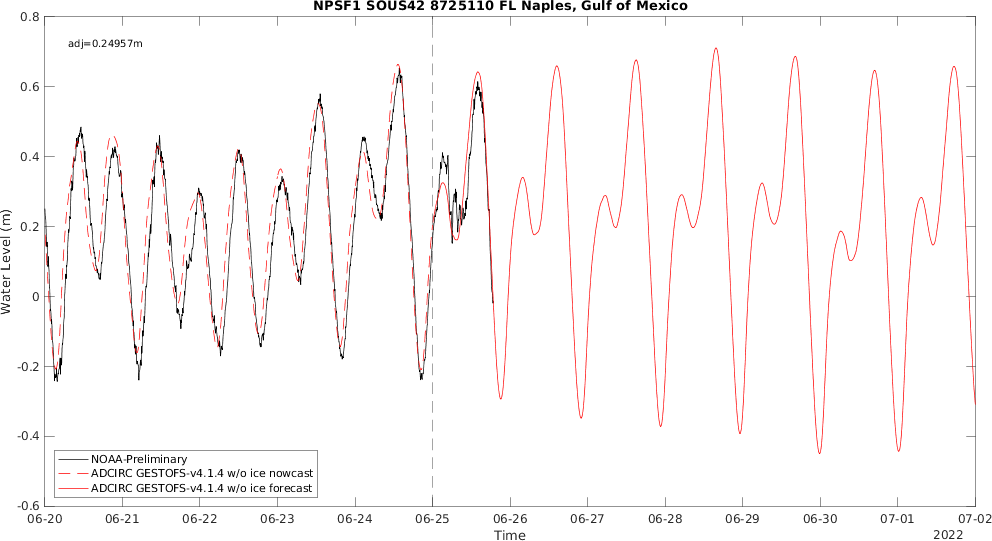 NPSF1 SOUS42 8725110 FL Naples, Gulf of Mexico
adj=0.24957m
0.8
0.6
0.4
0.2
0
-0.2
-0.4
-0.6
Water Level (m)
NOAA-Preliminary
ADCIRC GESTOFS-v4.1.4 w/o ice nowcast
ADCIRC GESTOFS-v4.1.4 w/o ice forecast
06-20 06-21 06-22 06-23 06-24 06-25 06-26 06-27 06-28 06-29 06-30 07-01 07-02
Time
2022